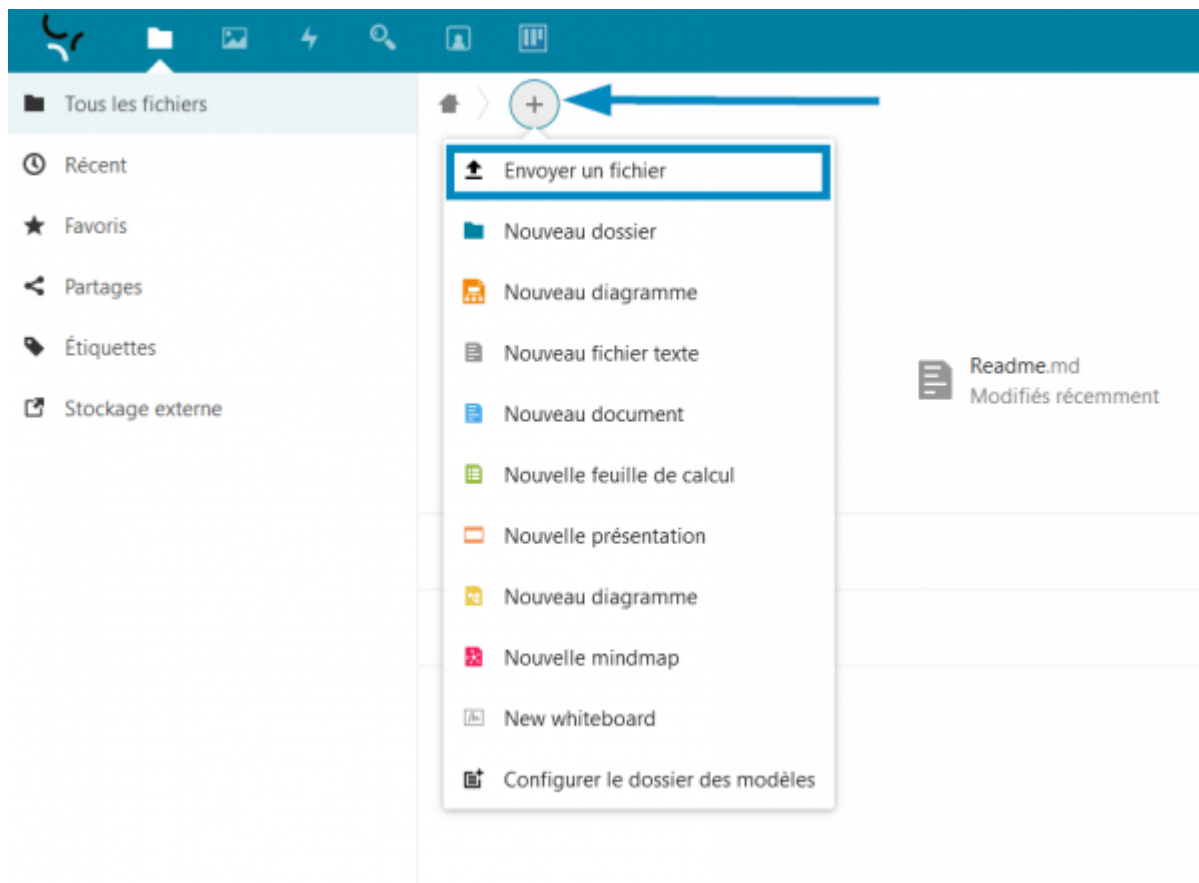 Tous les fichiers
Récent
Favoris
Partages
Étiquettes
Stockage externe
+
Envoyer un fichier
Nouveau dossier
Nouveau diagramme
Nouveau fichier texte
Nouveau document
Nouvelle feuille de calcul
Nouvelle présentation
Nouveau diagramme
Nouvelle mindmap
New whiteboard
Configurer le dossier des modèles
Readme.md
Modifiés récemment